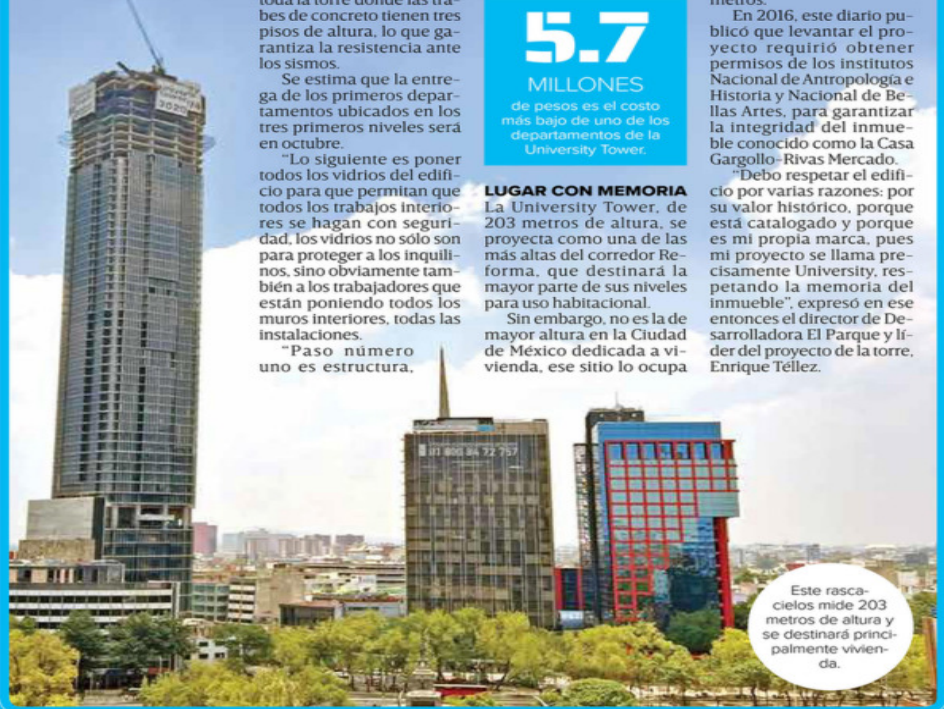 toda la torre donde las tra-
bes de concreto tienen tres
pisos de altura, lo que ga-
rantiza la resistencia ante
los sismos.
Se estima que la entre-
ga de los primeros depar-
tamentos ubicados en los
tres primeros niveles será
en octubre.
"Lo siguiente es poner
todos los vidrios del edifi-
cio para que permitan que
todos los trabajos interio-
res se hagan con seguri-
dad, los vidrios no sólo son
para proteger a los inquili-
nos, sino obviamente tam-
bién a los trabajadores que
están poniendo todos los
muros interiores, todas las
instalaciones.
"Paso número
uno es estructura,
5.7
MILLONES
de pesos es el costo
más bajo de uno de los
departamentos de la
University Tower.
LUGAR CON MEMORIA
La University Tower, de
203 metros de altura, se
proyecta como una de las
más altas del corredor Re-
forma, que destinará la
mayor parte de sus niveles
para uso habitacional.
Sin embargo, no es la de
mayor altura en la Ciudad
de México dedicada a vi-
vienda, ese sitio lo ocupa
metros.
En 2016, este diario pu-
blicó que levantar el pro-
yecto requirió obtener
permisos de los institutos
Nacional de Antropología e
Historia y Nacional de Be-
llas Artes, para garantizar
la integridad del inmue-
ble conocido como la Casa
Gargollo-Rivas Mercado.
"Debo respetar el edifi-
cio por varias razones: por
su valor histórico, porque
está catalogado y porque
es mi propia marca, pues
mi proyecto se llama pre-
cisamente University, res-
petando la memoria del
inmueble", expresó en ese
entonces el director de De-
sarrolladora El Parque y lí-
der del proyecto de la torre,
Enrique Téllez.
01 800 84 72 757
Este rasca-
cielos mide 203
metros de altura y
se destinará princi-
palmente vivien-
da.